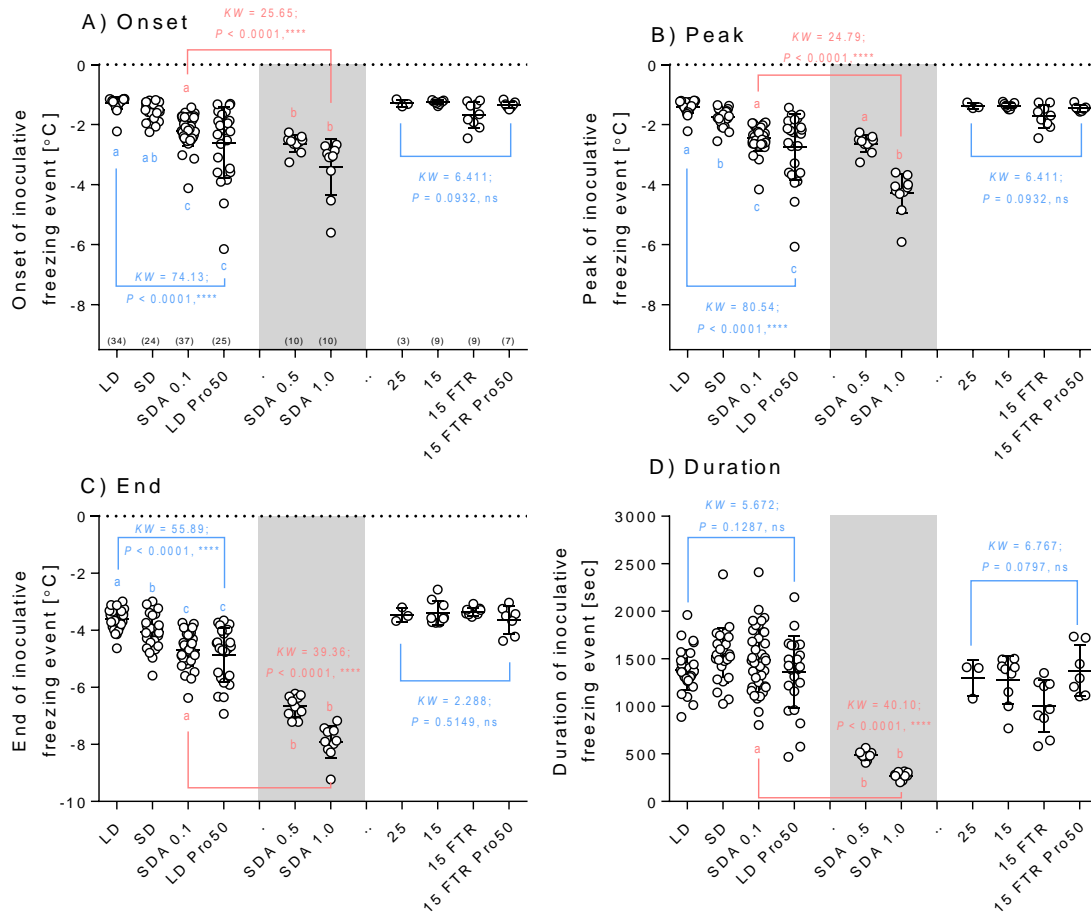 A) Onset
KW = 25.65;
P < 0.0001,****
0
-2
-4
-6
-8
Onset of inoculative
freezing event [°C]
a
ab
a
c
c
b
b
KW = 74.13;
P < 0.0001,****
KW = 6.411;
P = 0.0932, ns
(34) (24) (37) (25) (10) (10) (3) (9) (9) (7)
LD
SD
SDA 0.1
LD Pro50
.
SDA 0.5
SDA 1.0
..
25
15
15 FTR
15 FTR Pro50
B) Peak
KW = 24.79;
P < 0.0001,****
0
-2
-4
-6
-8
Peak of inoculative
freezing event [°C]
a
b
a
c
c
a
b
KW = 80.54;
P < 0.0001,****
KW = 6.411;
P = 0.0932, ns
LD
SD
SDA 0.1
LD Pro50
.
SDA 0.5
SDA 1.0
..
25
15
15 FTR
15 FTR Pro50
C) End
0
-2
-4
-6
-8
-10
End of inoculative
freezing event [°C]
KW = 55.89;
P < 0.0001, ****
a
b
c
c
a
KW = 39.36;
P < 0.0001, ****
b
b
KW = 2.288;
P = 0.5149, ns
LD
SD
SDA 0.1
LD Pro50
.
SDA 0.5
SDA 1.0
..
25
15
15 FTR
15 FTR Pro50
D) Duration
3000
2500
2000
1500
1000
500
0
Duration of inoculative
freezing event [sec]
KW = 5.672;
P = 0.1287, ns
KW = 6.767;
P = 0.0797, ns
KW = 40.10;
P < 0.0001, ****
a
b
b
LD
SD
SDA 0.1
LD Pro50
.
SDA 0.5
SDA 1.0
..
25
15
15 FTR
15 FTR Pro50